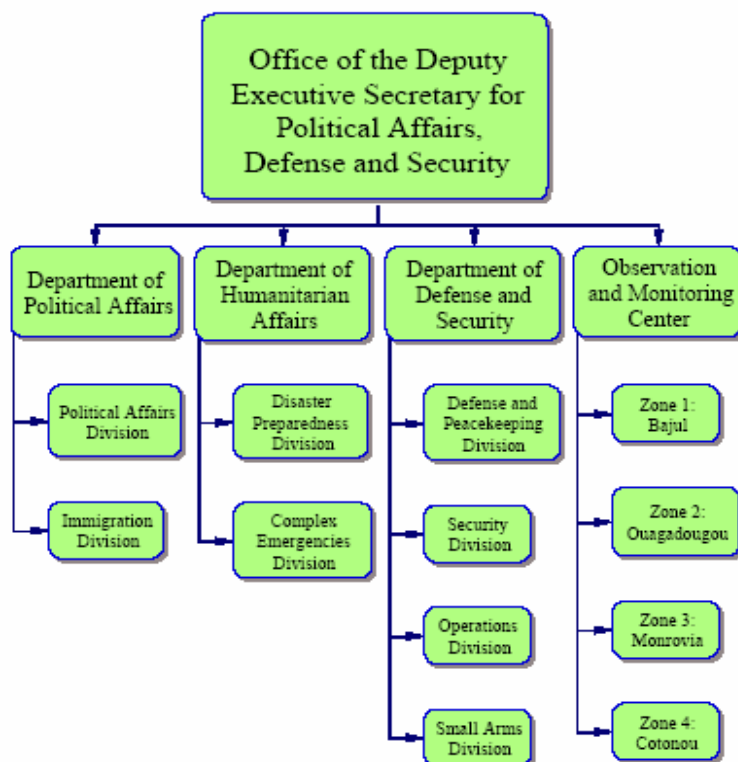 Office of the Deputy
Executive Secretary for
Political Affairs,
Defense and Security
Department of
Political Affairs
Department of
Humanitarian
Affairs
Department of
Defense and
Security
Observation
and Monitoring
Center
Political Affairs
Division
Immigration
Division
Disaster
Preparedness
Division
Complex
Emergencies
Division
Defense and
Peacekeeping
Division
Security
Division
Operations
Division
Small Arms
Division
Zone 1:
Bajul
Zone 2:
Ouagadougou
Zone 3:
Monrovia
Zone 4:
Cotonou